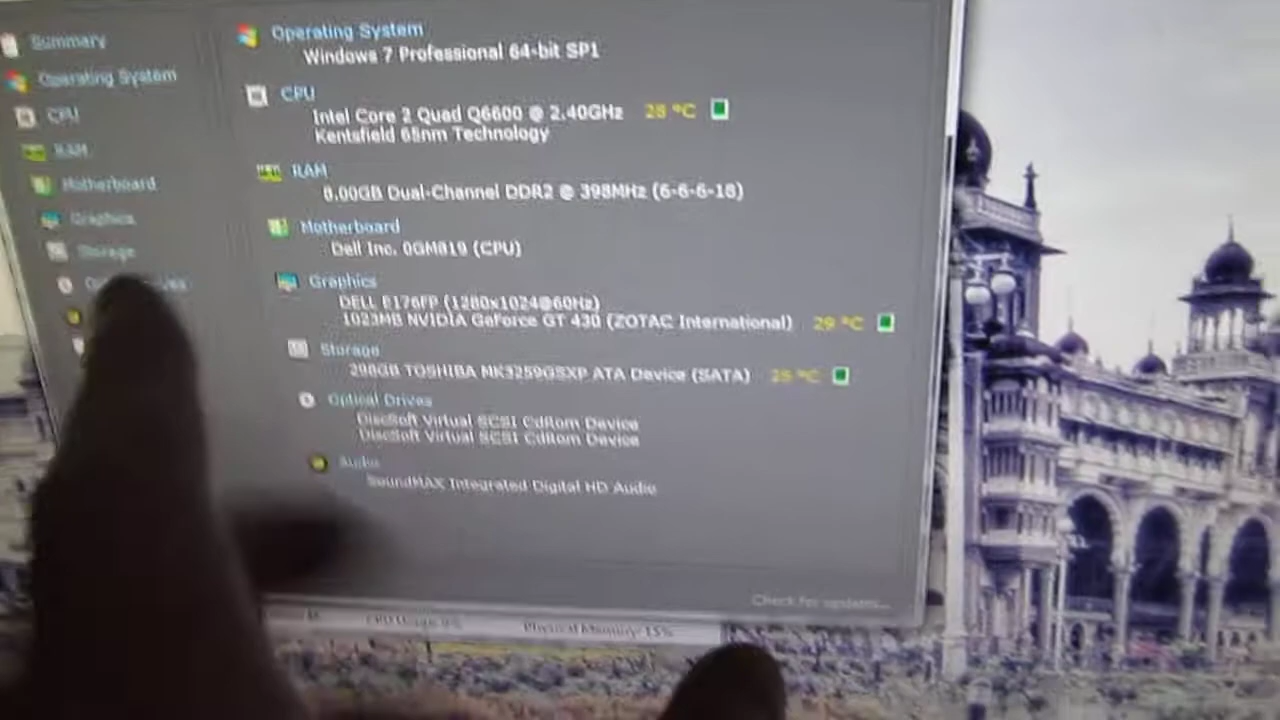 Summary
Operating System
CPU
RAM
Motherboard
Graphics
Storage
Operating System
Windows 7 Professional 64-bit SP1
CPU
Intel Core 2 Quad Q6600 @ 2.40GHz 28 °C
Kentsfield 65nm Technology
RAM
8.00GB Dual-Channel DDR2 @ 398MHz (6-6-6-18)
Motherboard
Dell Inc. 0GM819 (CPU)
Graphics
DELL E176FP (1280x1024@60Hz)
1023MB NVIDIA GeForce GT 430 (ZOTAC International) 29 °C
Storage
298GB TOSHIBA MK3259GSXP ATA Device (SATA) 25 °C
Optical Drives
DiscSoft Virtual SCSI CdRom Device
DiscSoft Virtual SCSI CdRom Device
Audio
SoundMAX Integrated Digital HD Audio
Check for updates...
CPU Usage: 0%
Physical Memory: 15%